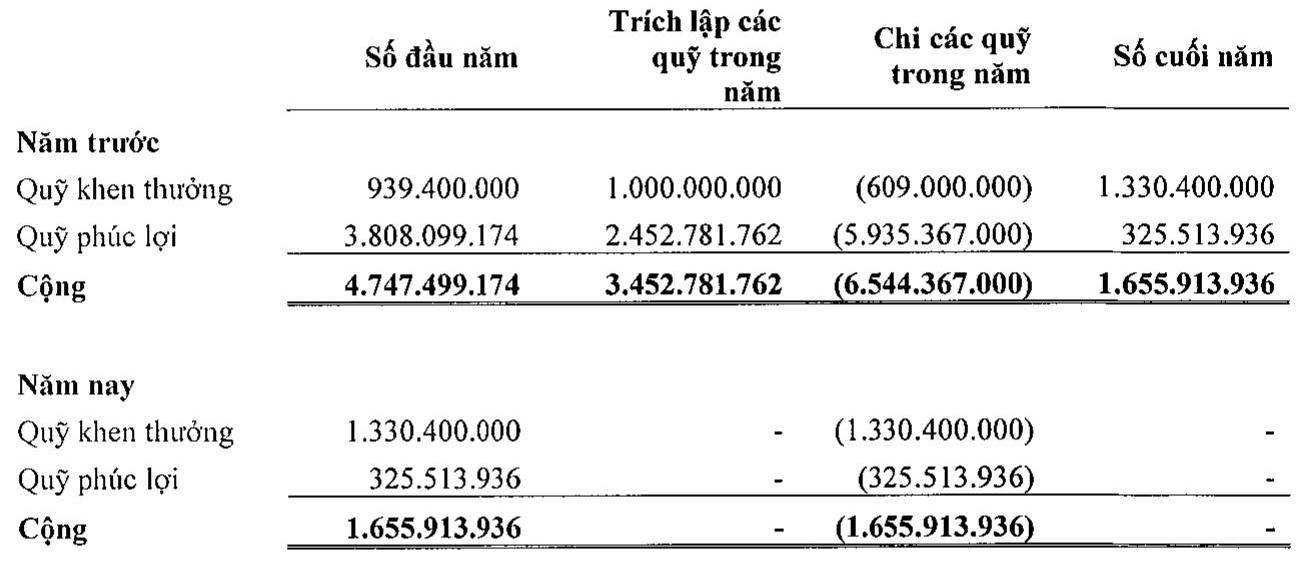 Số đầu năm Trích lập các quỹ trong năm Chi các quỹ trong năm Số cuối năm
Năm trước
Quỹ khen thưởng 939.400.000 1.000.000.000 (609.000.000) 1.330.400.000
Quỹ phúc lợi 3.808.099.174 2.452.781.762 (5.935.367.000) 325.513.936
Cộng 4.747.499.174 3.452.781.762 (6.544.367.000) 1.655.913.936
Năm nay
Quỹ khen thưởng 1.330.400.000 - (1.330.400.000) -
Quỹ phúc lợi 325.513.936 - (325.513.936) -
Cộng 1.655.913.936 - (1.655.913.936) -